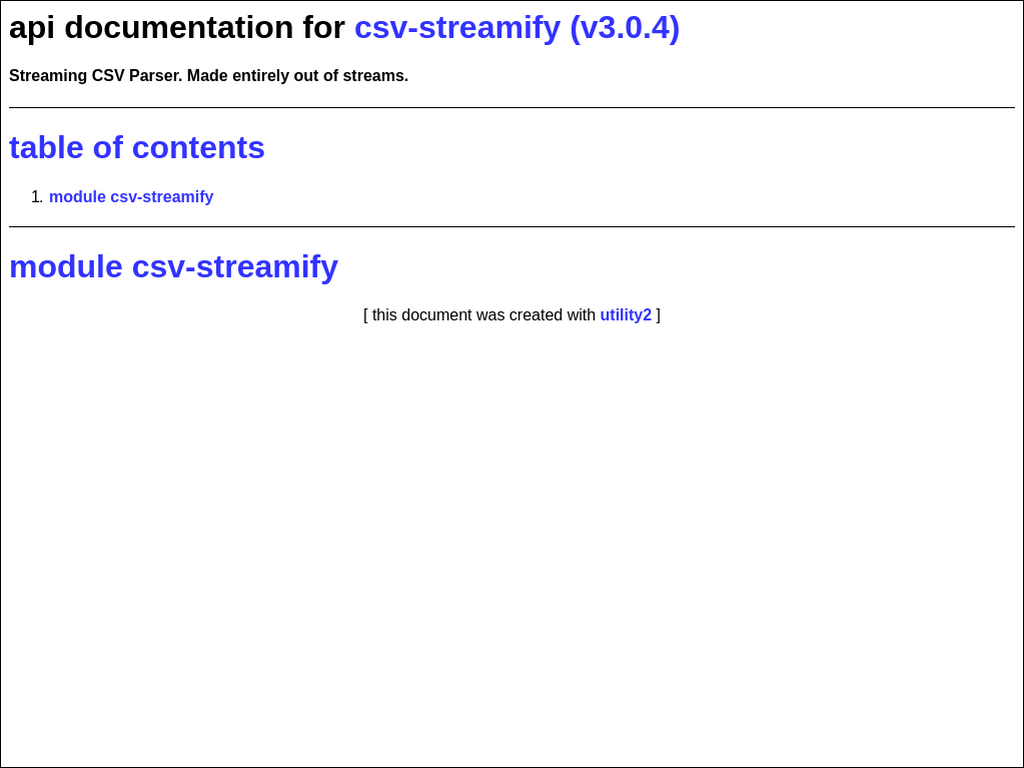 api documentation for csv-streamify (v3.0.4)
Streaming CSV Parser. Made entirely out of streams.
table of contents
1. module csv-streamify
module csv-streamify
[ this document was created with utility2 ]